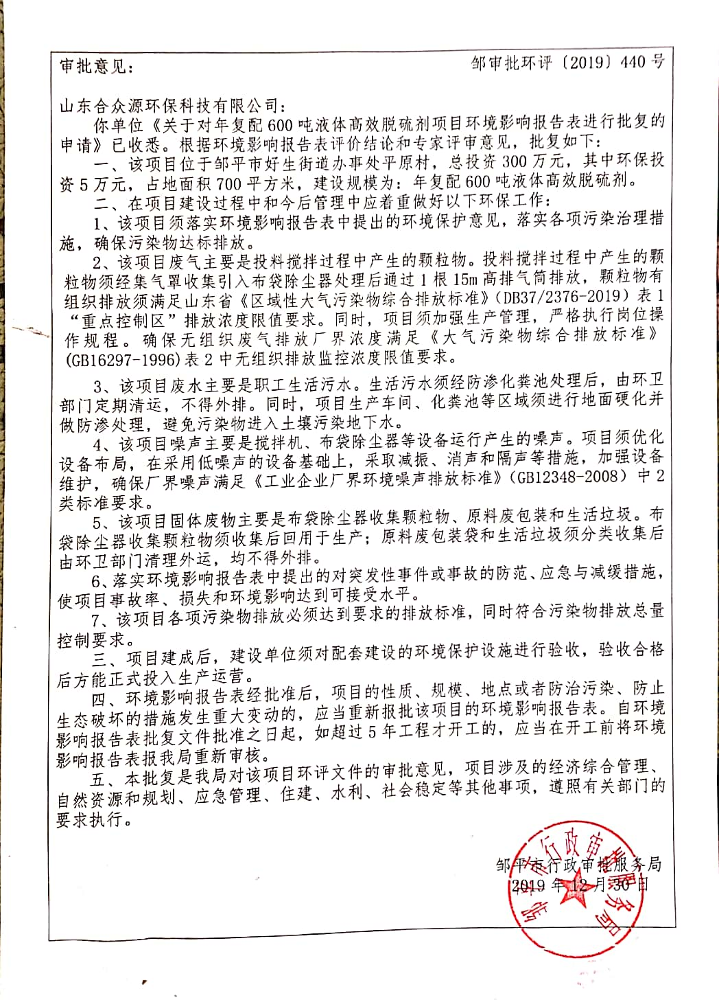 审批意见：
邹审批环评〔2019〕440号
山东合众源环保科技有限公司：
你单位《关于对年复配600吨液体高效脱硫剂项目环境影响报告表进行批复的
申请》已收悉。根据环境影响报告表评价结论和专家评审意见，批复如下：
一、该项目位于邹平市好生街道办事处平原村，总投资300万元，其中环保投
资5万元，占地面积700平方米，建设规模为：年复配600吨液体高效脱硫剂。
二、在项目建设过程中和今后管理中应着重做好以下环保工作：
1、该项目须落实环境影响报告表中提出的环境保护意见，落实各项污染治理措
施，确保污染物达标排放。
2、该项目废气主要是投料搅拌过程中产生的颗粒物。投料搅拌过程中产生的颗
粒物须经集气罩收集引入布袋除尘器处理后通过1根15m高排气筒排放，颗粒物有
组织排放须满足山东省《区域性大气污染物综合排放标准》（DB37/2376-2019）表1
“重点控制区”排放浓度限值要求。同时，项目须加强生产管理，严格执行岗位操
作规程。确保无组织废气排放厂界浓度满足《大气污染物综合排放标准》
(GB16297-1996)表2中无组织排放监控浓度限值要求。
3、该项目废水主要是职工生活污水。生活污水须经防渗化粪池处理后，由环卫
部门定期清运，不得外排。同时，项目生产车间、化粪池等区域须进行地面硬化并
做防渗处理，避免污染物进入土壤污染地下水。
4、该项目噪声主要是搅拌机、布袋除尘器等设备运行产生的噪声。项目须优化
设备布局，在采用低噪声的设备基础上，采取减振、消声和隔声等措施，加强设备
维护，确保厂界噪声满足《工业企业厂界环境噪声排放标准》（GB12348-2008）中2
类标准要求。
5、该项目固体废物主要是布袋除尘器收集颗粒物、原料废包装和生活垃圾。布
袋除尘器收集颗粒物须收集后回用于生产；原料废包装袋和生活垃圾须分类收集后
由环卫部门清理外运，均不得外排。
6、落实环境影响报告表中提出的对突发性事件或事故的防范、应急与减缓措施，
使项目事故率、损失和环境影响达到可接受水平。
7、该项目各项污染物排放必须达到要求的排放标准，同时符合污染物排放总量
控制要求。
三、项目建成后，建设单位须对配套建设的环境保护设施进行验收，验收合格
后方能正式投入生产运营。
四、环境影响报告表经批准后，项目的性质、规模、地点或者防治污染、防止
生态破坏的措施发生重大变动的，应当重新报批该项目的环境影响报告表。自环境
影响报告表批复文件批准之日起，如超过5年工程才开工的，应当在开工前将环境
影响报告表报我局重新审核。
五、本批复是我局对该项目环评文件的审批意见，项目涉及的经济综合管理、
自然资源和规划、应急管理、住建、水利、社会稳定等其他事项，遵照有关部门的
要求执行。
邹平市行政审批服务局
2019年12月30日
邹平市行政审批服务局